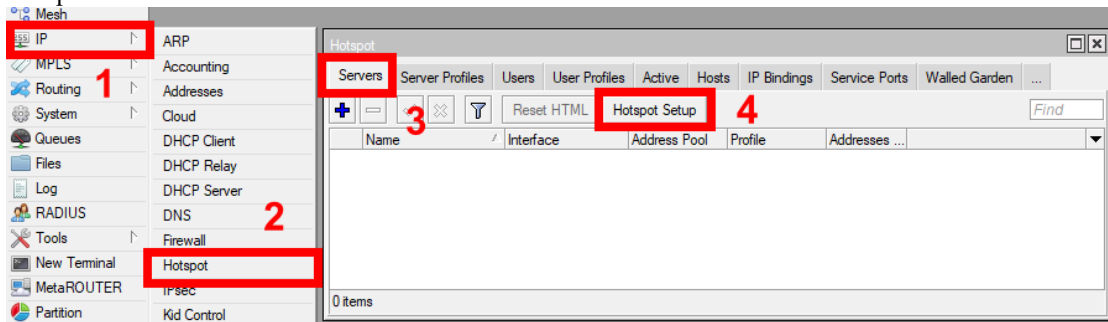 Mesh
IP
MPLS
Routing
System
Queues
Files
Log
RADIUS
Tools
New Terminal
MetaROUTER
Partition
1
ARP
Accounting
Addresses
Cloud
DHCP Client
DHCP Relay
DHCP Server
DNS
Firewall
Hotspot
IPsec
Kid Control
2
Hotspot
Servers Server Profiles Users User Profiles Active Hosts IP Bindings Service Ports Walled Garden ...
3
Reset HTML Hotspot Setup
4
Find
Name Interface Address Pool Profile Addresses ...
0 items